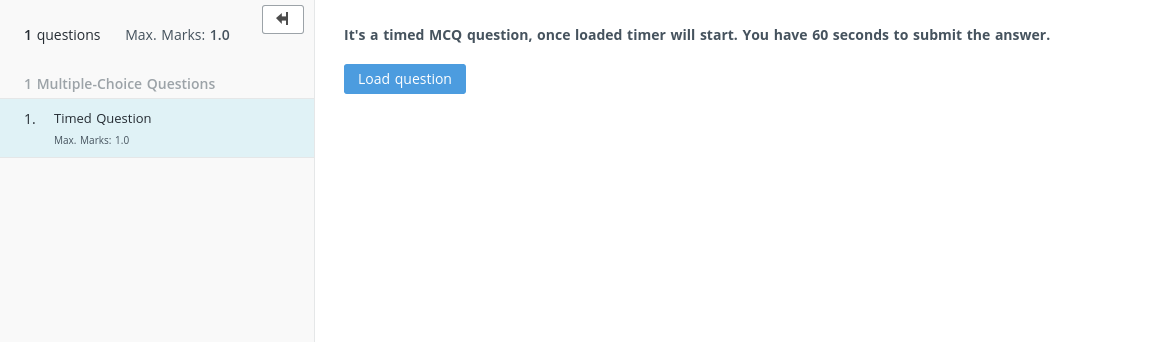 1 questions Max. Marks: 1.0
1 Multiple-Choice Questions
1. Timed Question
Max. Marks: 1.0
It's a timed MCQ question, once loaded timer will start. You have 60 seconds to submit the answer.
Load question